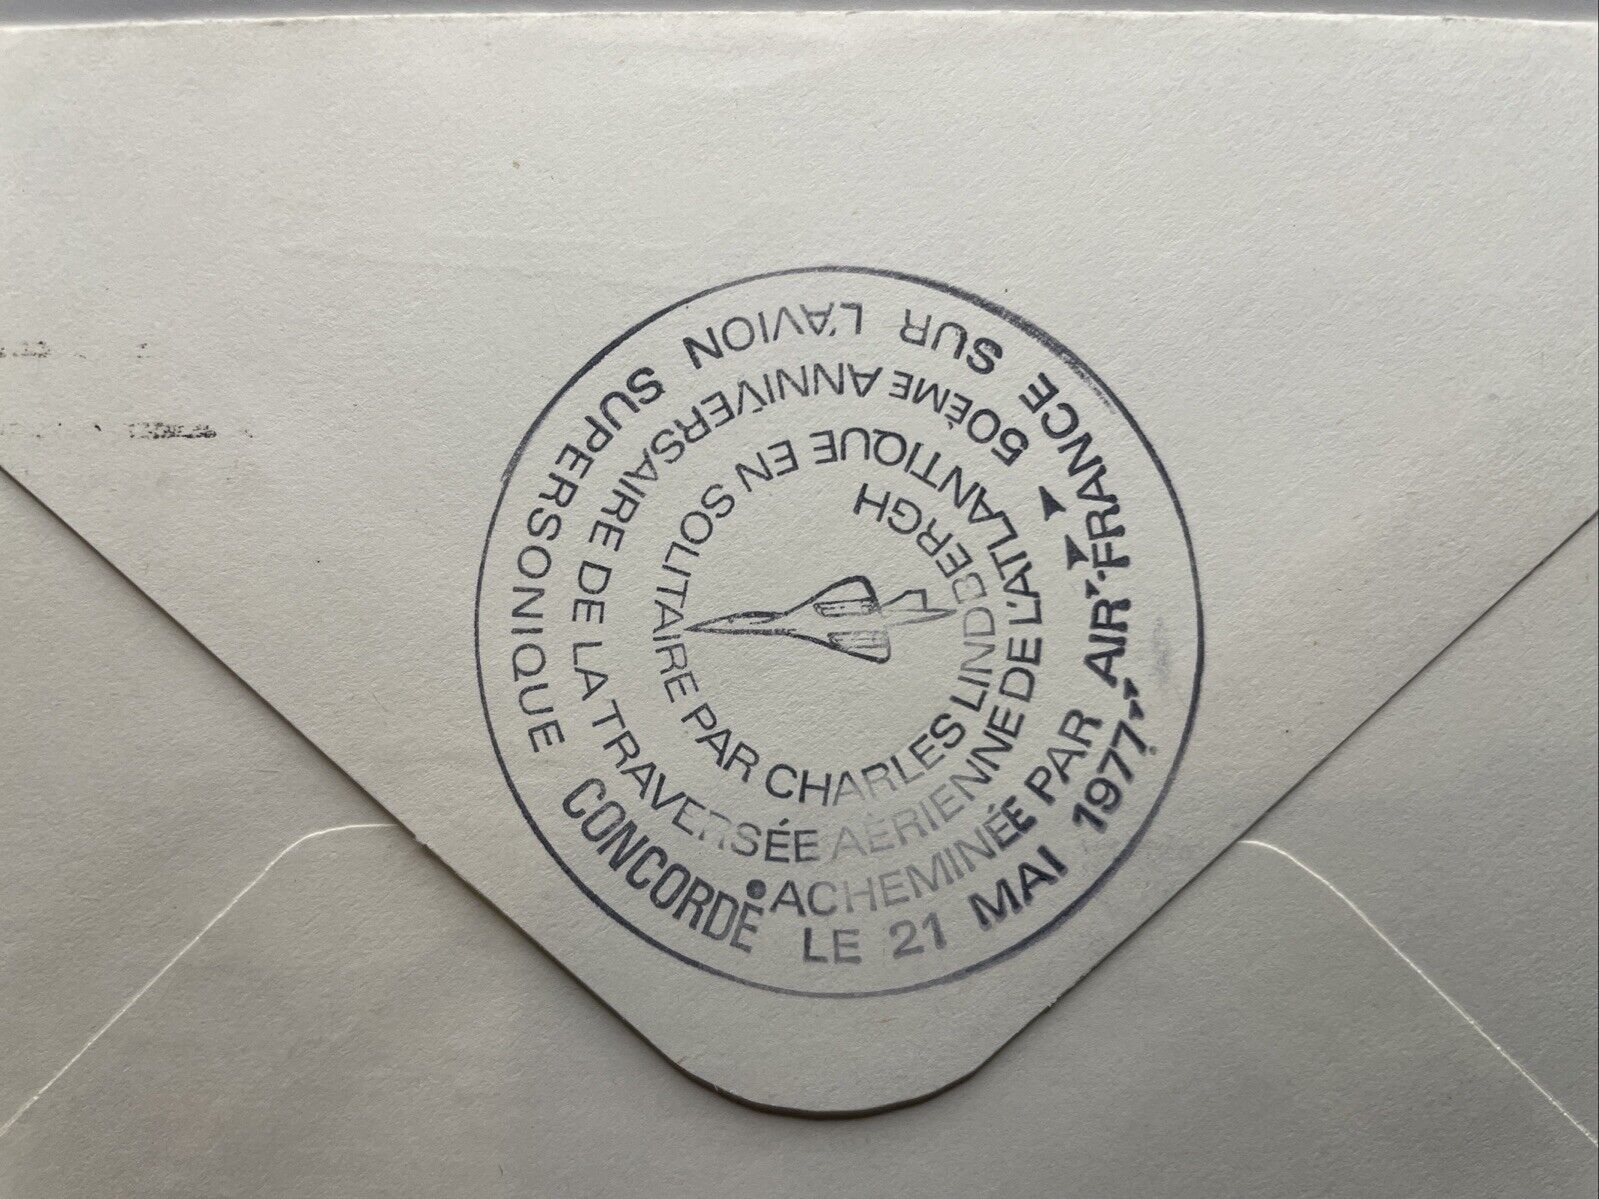 ACHEMINÉE PAR AIR FRANCE SUR L'AVION SUPERSONIQUE CONCORDE LE 21 MAI 1977
50ÈME ANNIVERSAIRE DE LA TRAVERSÉE AÉRIENNE DE L'ATLANTIQUE EN SOLITAIRE PAR CHARLES LINDBERGH